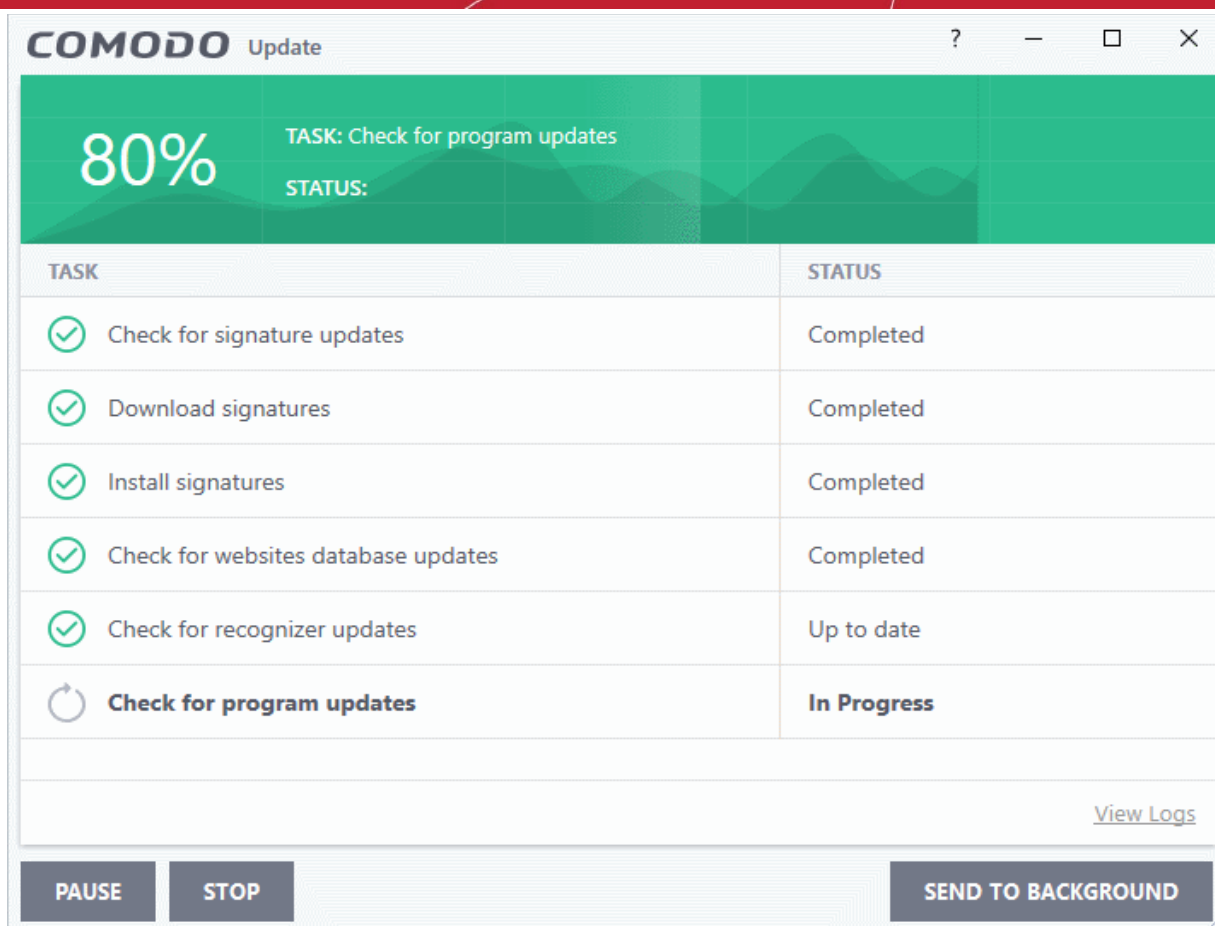 COMODO Update
?
80%
TASK: Check for program updates
STATUS:
TASK STATUS
Check for signature updates Completed
Download signatures Completed
Install signatures Completed
Check for websites database updates Completed
Check for recognizer updates Up to date
Check for program updates In Progress
View Logs
PAUSE STOP SEND TO BACKGROUND